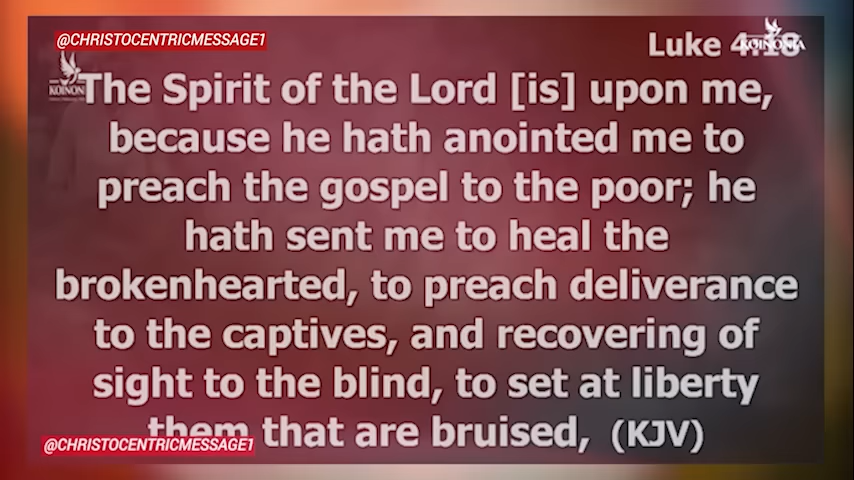 @CHRISTOCENTRICMESSAGE1
Luke 4:18
KOINONIA
The Spirit of the Lord [is] upon me,
because he hath anointed me to
preach the gospel to the poor; he
hath sent me to heal the
brokenhearted, to preach deliverance
to the captives, and recovering of
sight to the blind, to set at liberty
them that are bruised, (KJV)
@CHRISTOCENTRICMESSAGE1